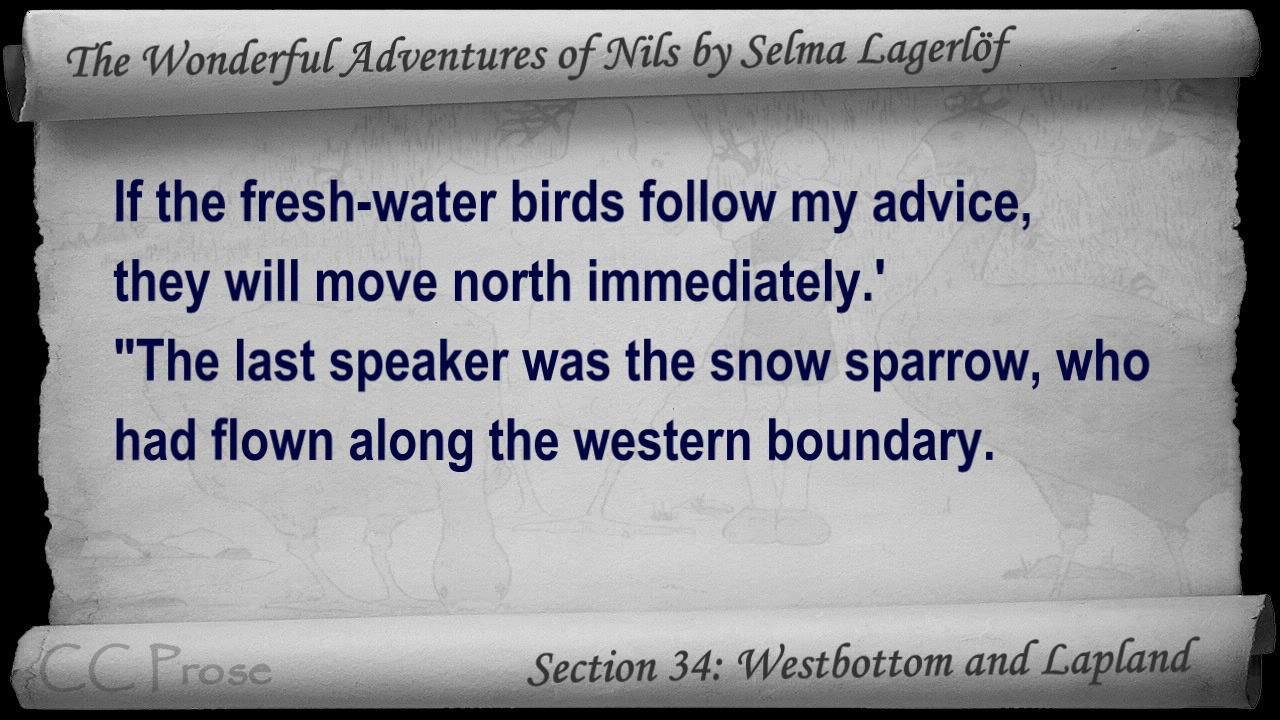 The Wonderful Adventures of Nils by Selma Lagerlöf
If the fresh-water birds follow my advice,
they will move north immediately.'
"The last speaker was the snow sparrow, who
had flown along the western boundary.
CC Prose
Section 34: Westbottom and Lapland